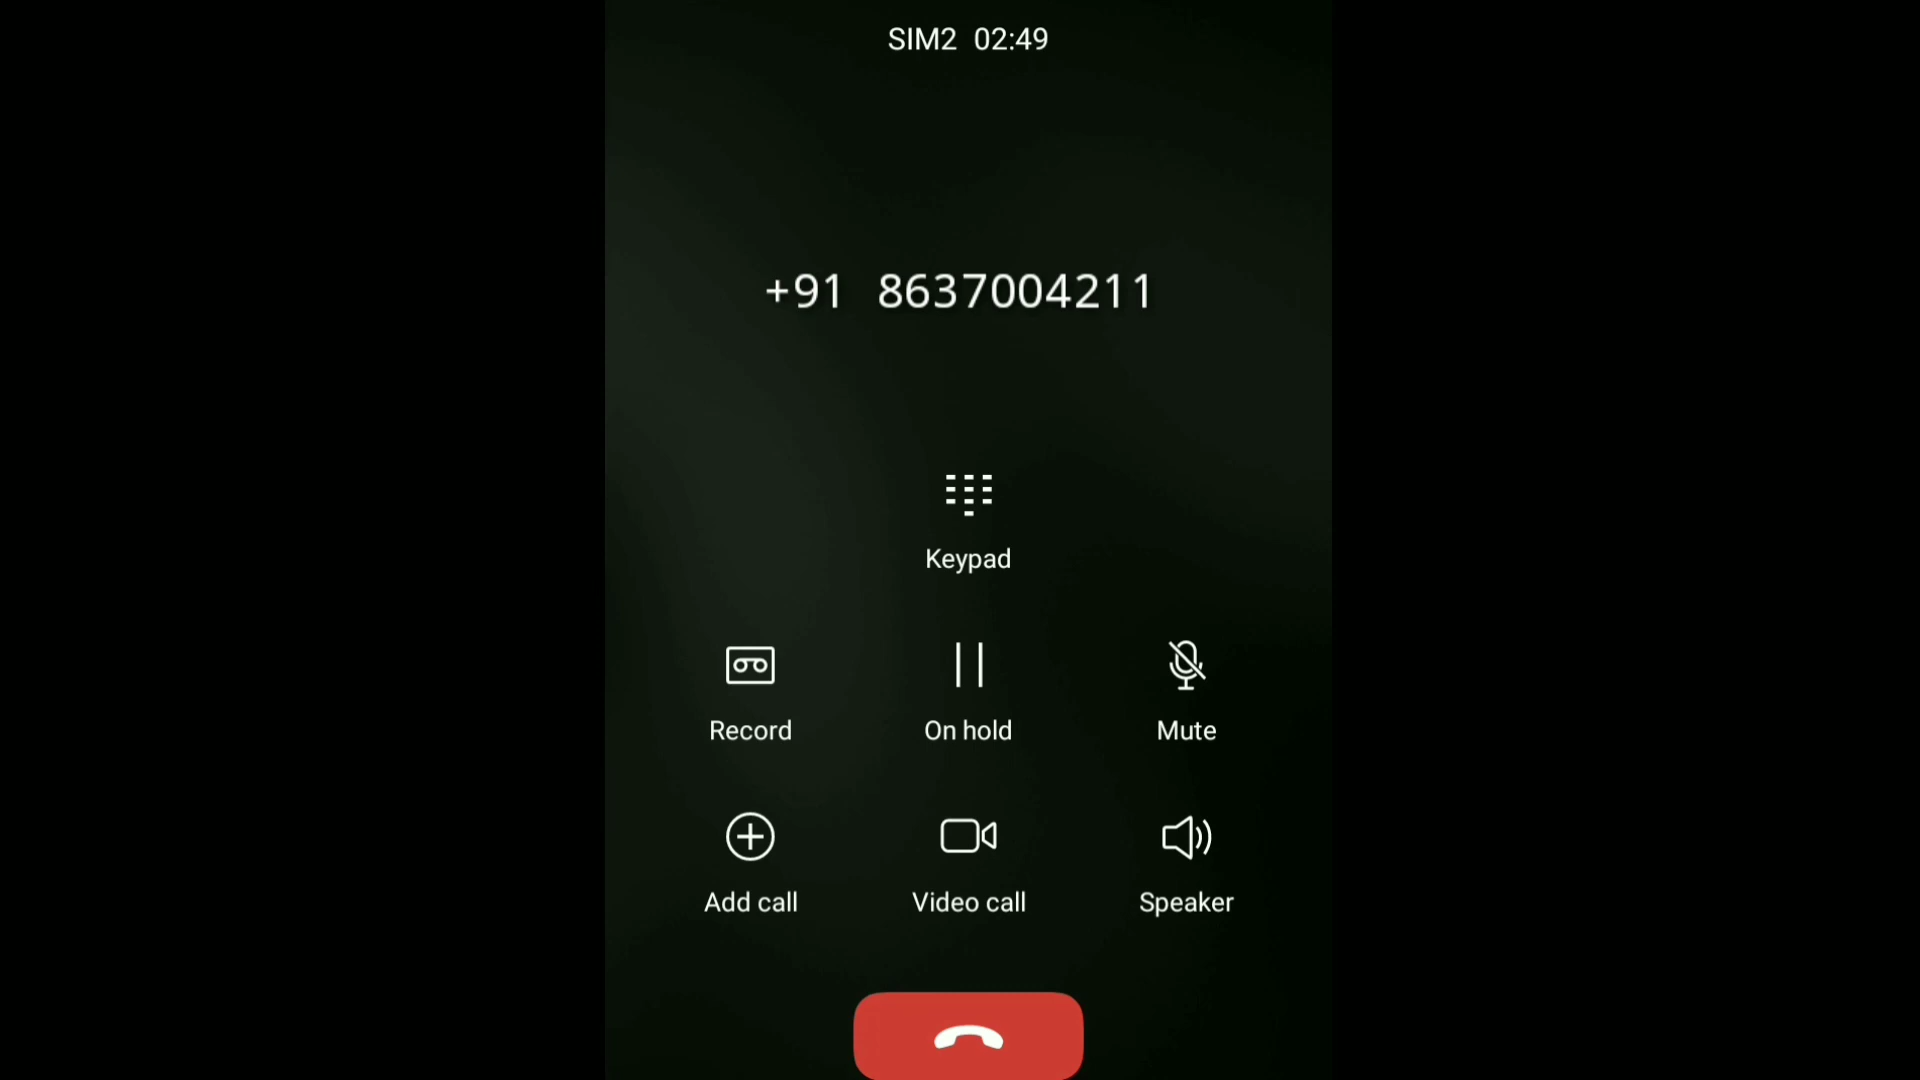 SIM2 02:49
+91 8637004211
Keypad
Record On hold Mute
Add call Video call Speaker